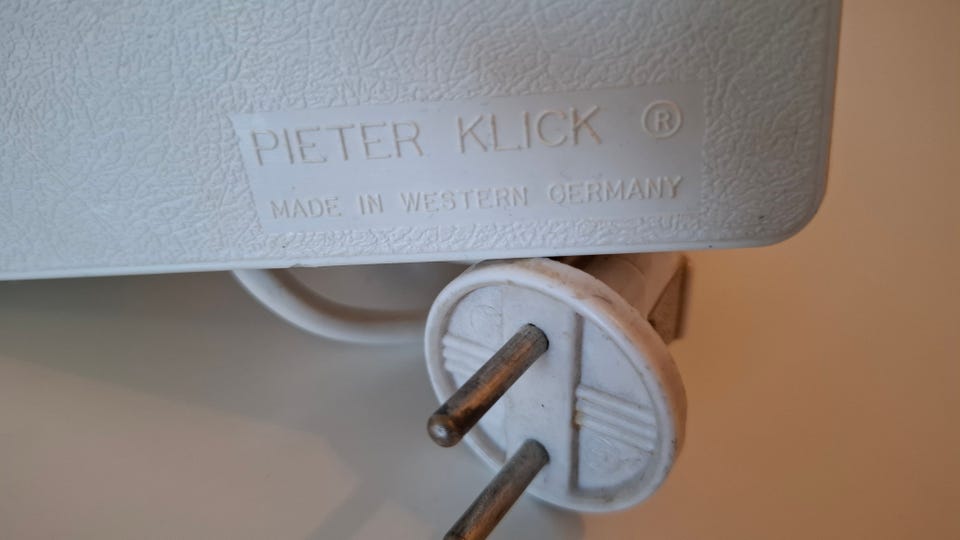 PIETER KLICK ®
MADE IN WESTERN GERMANY